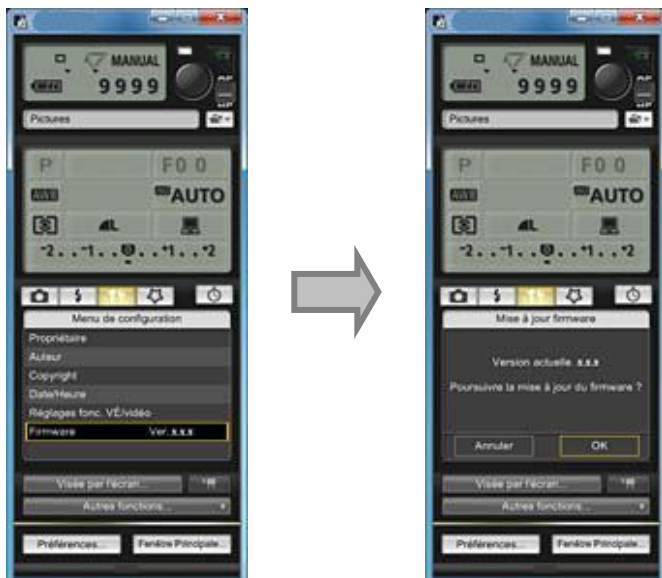 MANUAL
9999
Pictures
P F0 0
AWB AUTO
L
-2..-1..0..+1..+2
Menu de configuration
Propriétaire
Auteur
Copyright
Date/Heure
Réglages fonc. VÉ/vidéo
Firmware Ver.x.x.x
Visée par l'écran...
Autres fonctions...
Préférences... Fenêtre Principale...
MANUAL
9999
Pictures
P F0 0
AWB AUTO
L
-2..-1..0..+1..+2
Mise à jour firmware
Version actuelle x.x.x
Poursuivre la mise à jour du firmware ?
Annuler OK
Visée par l'écran...
Autres fonctions...
Préférences... Fenêtre Principale...